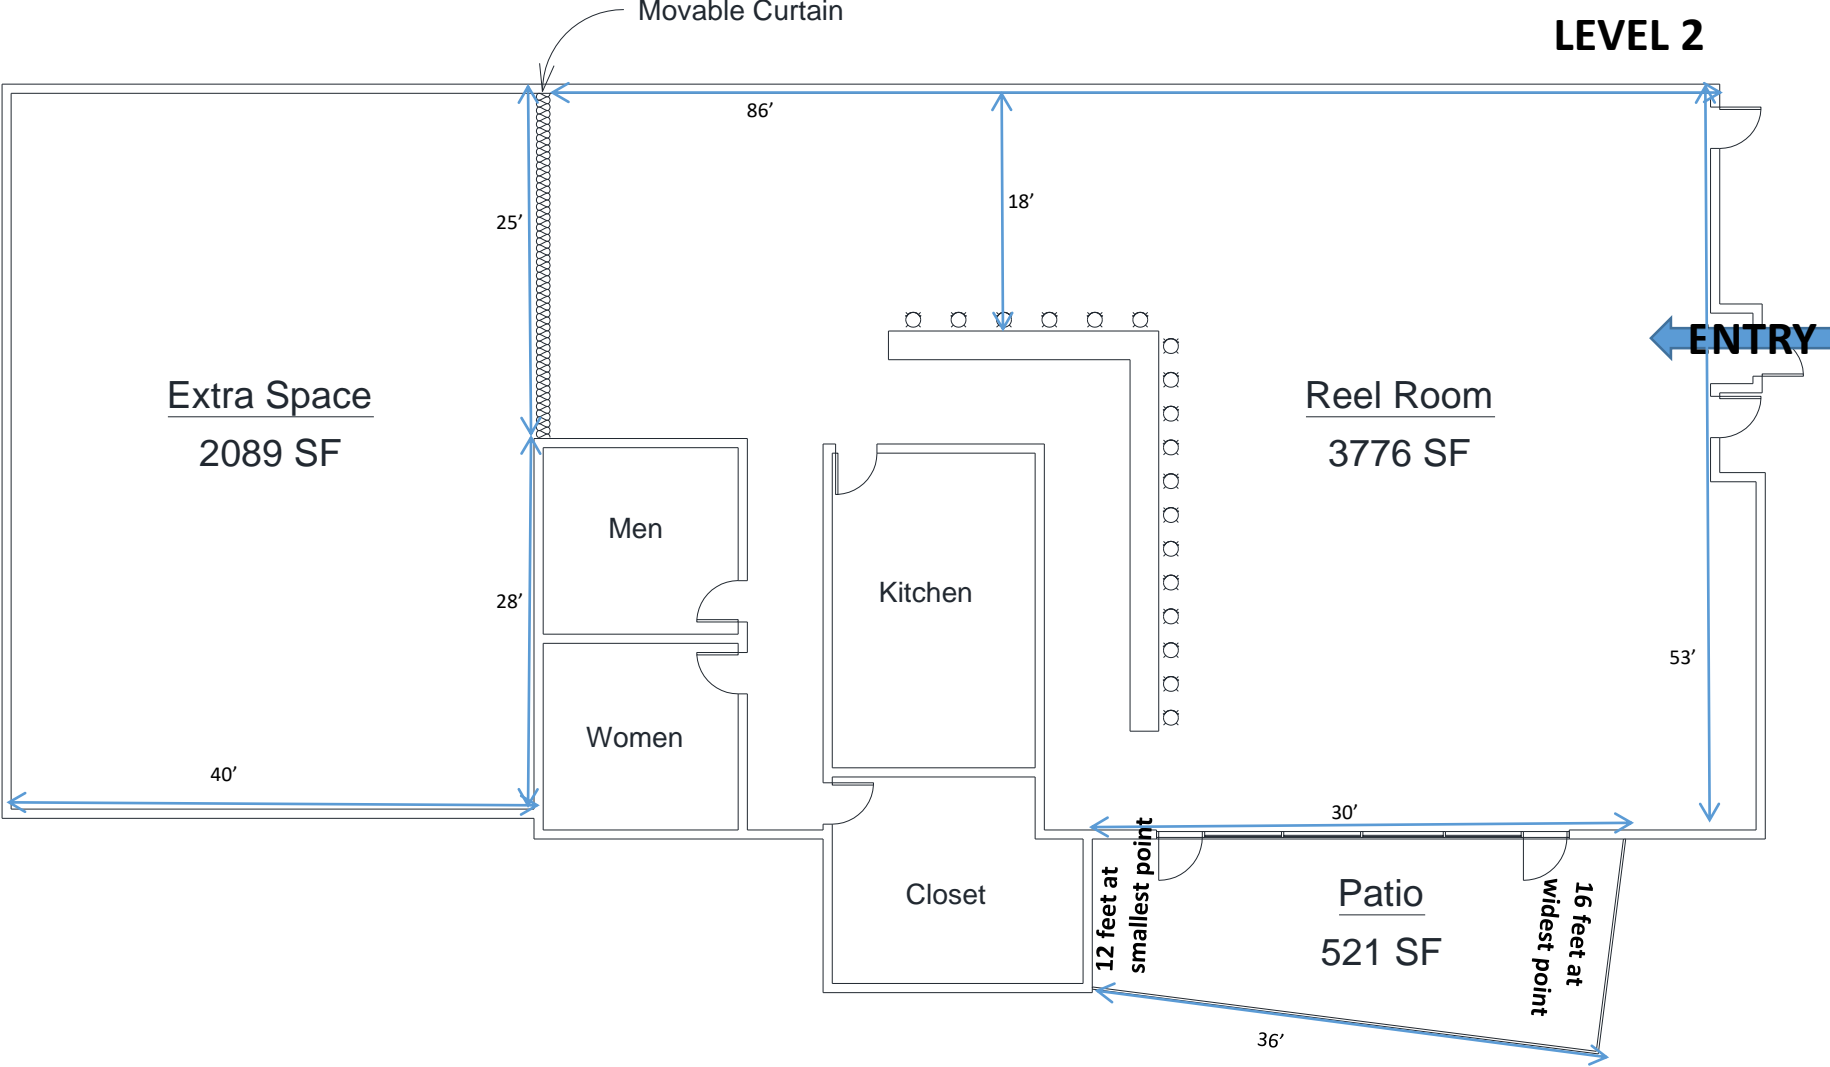 Movable Curtain
LEVEL 2
86’
18’
25’
ENTRY
Extra Space
2089 SF
Reel Room
3776 SF
Men
Kitchen
28’
53’
Women
40’
30’
Closet
12 feet at
smallest point
Patio
521 SF
16 feet at
widest point
36’